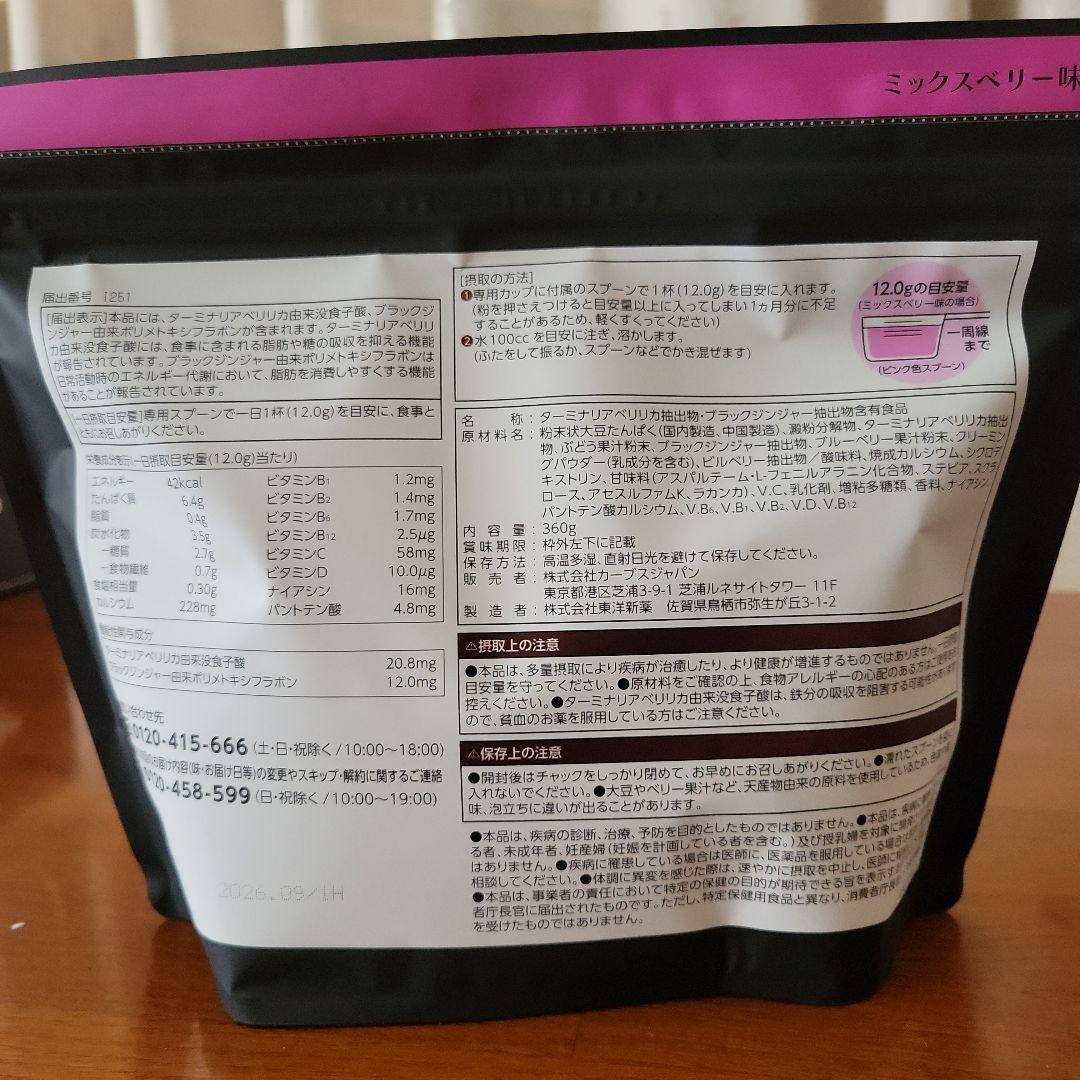 ミックスベリー味
届出番号 I251
[届出表示]本品には、ターミナリアベリリカ由来没食子酸、ブラックジ
ンジャー由来ポリメトキシフラボンが含まれます。ターミナリアベリリ
カ由来没食子酸には、食事に含まれる脂肪や糖の吸収を抑える機能
が報告されています。ブラックジンジャー由来ポリメトキシフラボンは
日常活動時のエネルギー代謝において、脂肪を消費しやすくする機能
があることが報告されています。
[一日摂取目安量]専用スプーンで一日1杯(12.0g)を目安に、食事と
ともにお召しあがりください。
栄養成分表示(一日摂取目安量(12.0g)当たり)
エネルギー 42kcal ビタミンB1 1.2mg
たんぱく質 6.4g ビタミンB2 1.4mg
脂質 0.4g ビタミンB6 1.7mg
炭水化物 3.5g ビタミンB12 2.5μg
ー糖質 2.7g ビタミンC 58mg
ー食物繊維 0.7g ビタミンD 10.0μg
食塩相当量 0.30g ナイアシン 16mg
カルシウム 228mg パントテン酸 4.8mg
機能性関与成分
ターミナリアベリリカ由来没食子酸 20.8mg
ブラックジンジャー由来ポリメトキシフラボン 12.0mg
い合わせ先
0120-415-666 (土・日・祝除く/10:00〜18:00)
のお届け内容(味・お届け日等)の変更やスキップ・解約に関するご連絡
0120-458-599 (日・祝除く/10:00〜19:00)
2026.09/1H
[摂取の方法]
❶専用カップに付属のスプーンで1杯(12.0g)を目安に入れます。
(粉を押さえつけると目安量以上に入ってしまい1ヵ月分に不足
することがあるため、軽くすくってください)
❷水100ccを目安に注ぎ、溶かします。
(ふたをして振るか、スプーンなどでかき混ぜます)
12.0gの目安量
(ミックスベリー味の場合)
一周線
まで
(ピンク色スプーン)
名 称：ターミナリアベリリカ抽出物・ブラックジンジャー抽出物含有食品
原材料名：粉末状大豆たんぱく(国内製造、中国製造)、澱粉分解物、ターミナリアベリリカ抽出
物、ぶどう果汁粉末、ブラックジンジャー抽出物、ブルーベリー果汁粉末、クリーミン
グパウダー(乳成分を含む)、ビルベリー抽出物／酸味料、焼成カルシウム、シクロデ
キストリン、甘味料(アスパルテーム・L-フェニルアラニン化合物、ステビア、スクラ
ロース、アセスルファムK、ラカンカ)、V.C、乳化剤、増粘多糖類、香料、ナイアシン、
パントテン酸カルシウム、V.B6、V.B1、V.B2、V.D、V.B12
内容量：360g
賞味期限：枠外左下に記載
保存方法：高温多湿、直射日光を避けて保存してください。
販売者：株式会社カーブスジャパン
東京都港区芝浦3-9-1 芝浦ルネサイトタワー 11F
製造者：株式会社東洋新薬 佐賀県鳥栖市弥生が丘3-1-2
⚠摂取上の注意
●本品は、多量摂取により疾病が治癒したり、より健康が増進するものではありません。一日摂取
目安量を守ってください。●原材料をご確認の上、食物アレルギーの心配のある方はご使用を
控えください。●ターミナリアベリリカ由来没食子酸は、鉄分の吸収を阻害する可能性があります
ので、貧血のお薬を服用している方はご注意ください。
⚠保存上の注意
●開封後はチャックをしっかり閉めて、お早めにお召しあがりください。●濡れたスプーンを
入れないでください。●大豆やベリー果汁など、天産物由来の原料を使用しているため、
味、泡立ちに違いが出ることがあります。
●本品は、疾病の診断、治療、予防を目的としたものではありません。●本品は、疾病に
る者、未成年者、妊産婦(妊娠を計画している者を含む。)及び授乳婦を対象に開発
はありません。●疾病に罹患している場合は医師に、医薬品を服用している場合は
相談してください。●体調に異変を感じた際は、速やかに摂取を中止し、医師に
●本品は、事業者の責任において特定の保健の目的が期待できる旨を表示する
者庁長官に届出されたものです。ただし、特定保健用食品と異なり、消費者庁長官
を受けたものではありません。